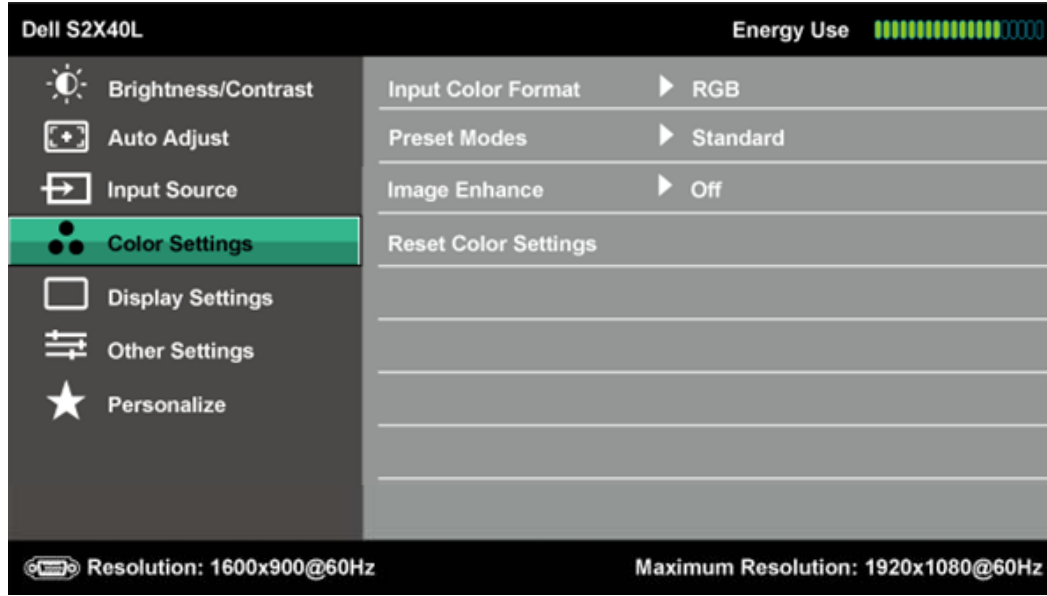 Dell S2X40L Energy Use
Brightness/Contrast Input Color Format RGB
Auto Adjust Preset Modes Standard
Input Source Image Enhance Off
Color Settings Reset Color Settings
Display Settings
Other Settings
Personalize
Resolution: 1600x900@60Hz Maximum Resolution: 1920x1080@60Hz